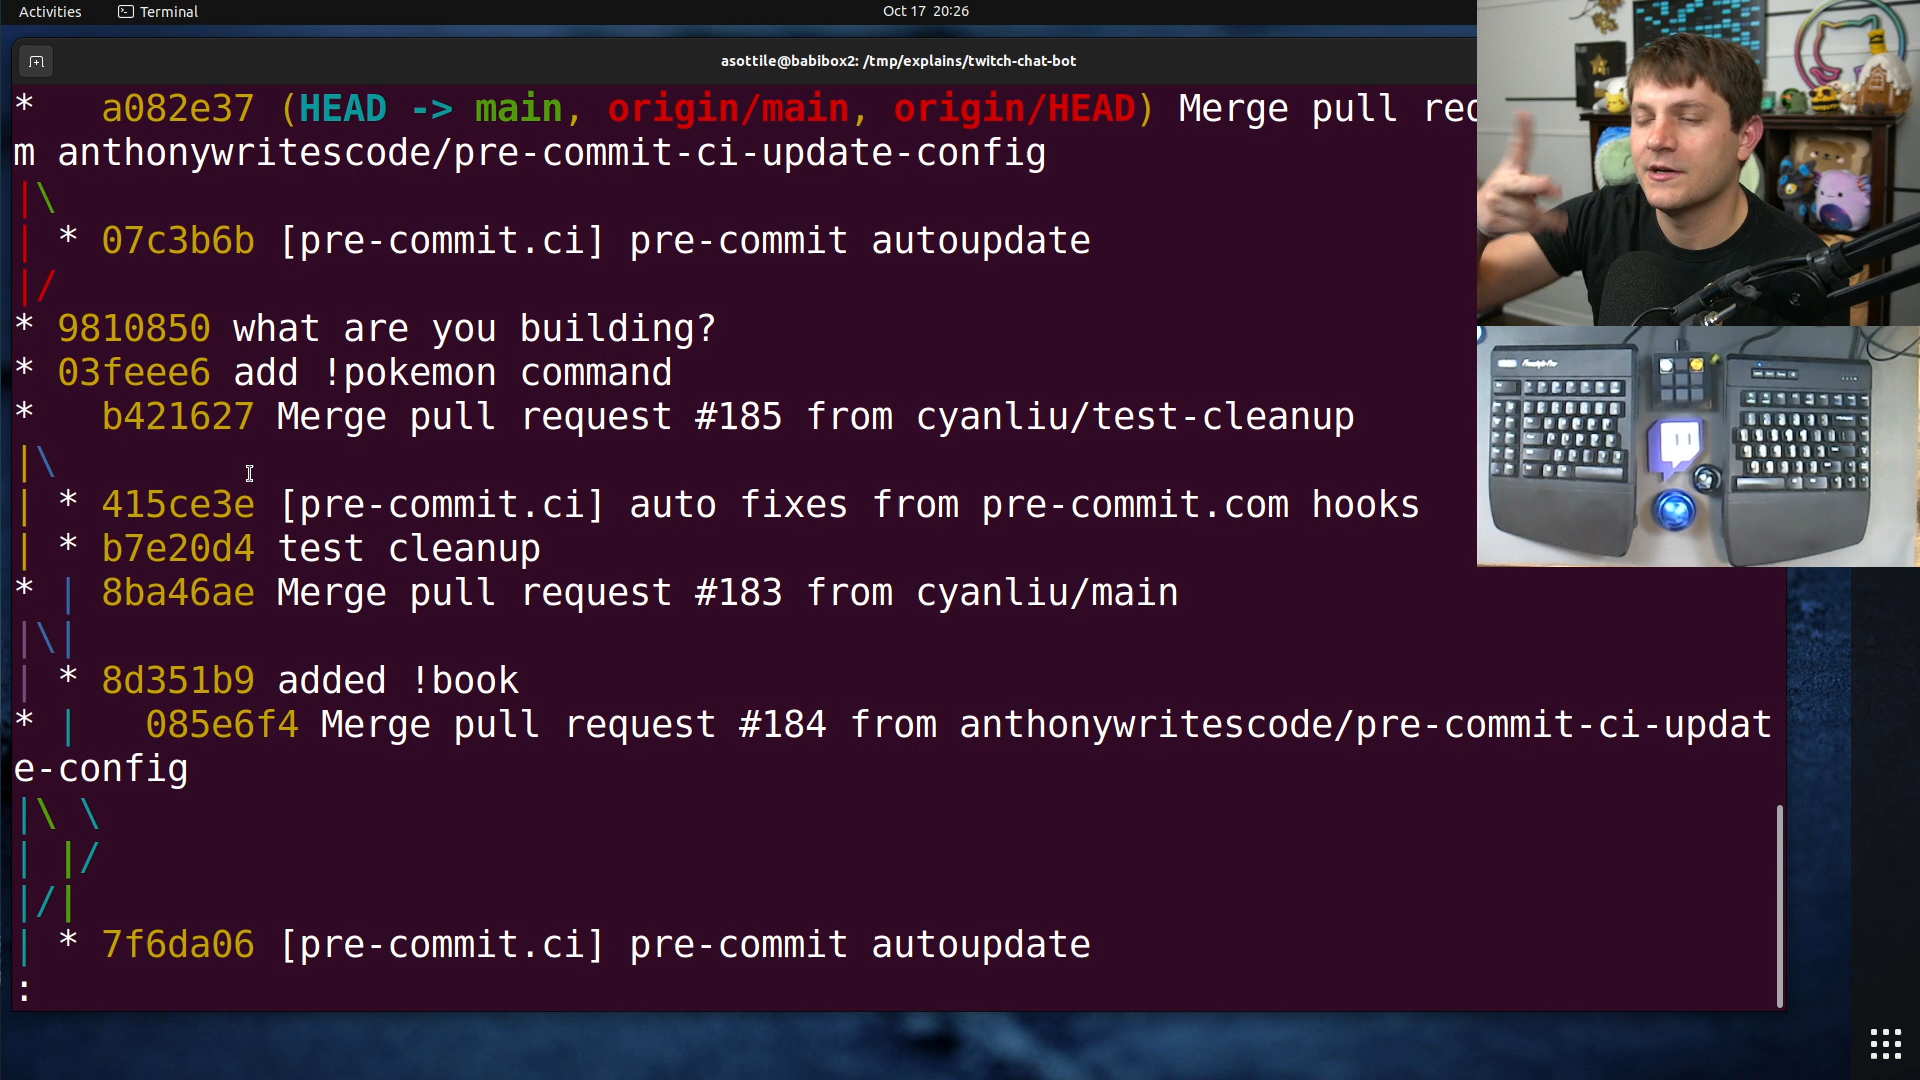 Activities
Terminal
Oct 17 20:26
asottile@babibox2: /tmp/explains/twitch-chat-bot
* a082e37 (HEAD -> main, origin/main, origin/HEAD) Merge pull req
m anthonywritescode/pre-commit-ci-update-config
|\
| * 07c3b6b [pre-commit.ci] pre-commit autoupdate
|/
* 9810850 what are you building?
* 03feee6 add !pokemon command
* b421627 Merge pull request #185 from cyanliu/test-cleanup
|\
| * 415ce3e [pre-commit.ci] auto fixes from pre-commit.com hooks
| * b7e20d4 test cleanup
* | 8ba46ae Merge pull request #183 from cyanliu/main
|\|
| * 8d351b9 added !book
* | 085e6f4 Merge pull request #184 from anthonywritescode/pre-commit-ci-updat
e-config
|\ \
| |/
|/|
| * 7f6da06 [pre-commit.ci] pre-commit autoupdate
: